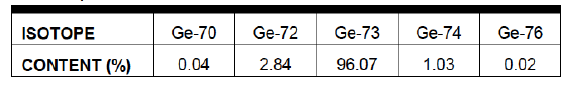 ISOTOPE Ge-70 Ge-72 Ge-73 Ge-74 Ge-76
CONTENT (%) 0.04 2.84 96.07 1.03 0.02